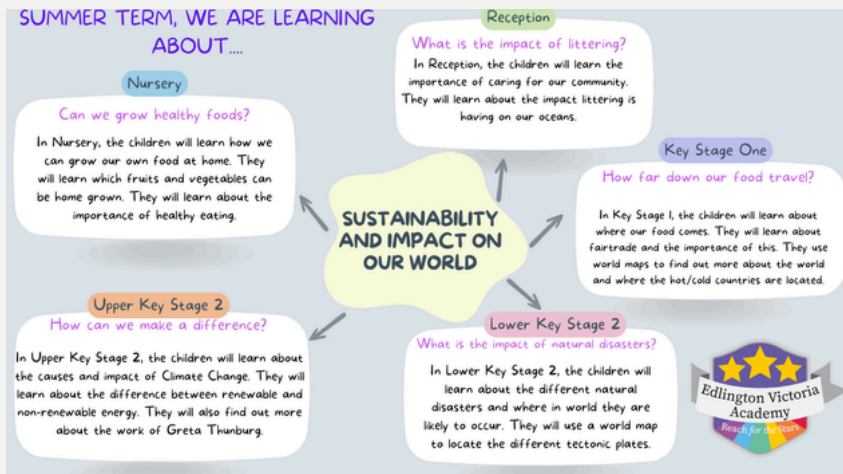 SUMMER TERM, WE ARE LEARNING
ABOUT....
Nursery
Can we grow healthy foods?
In Nursery, the children will learn how we
can grow our own food at home. They
will learn which fruits and vegetables can
be home grown. They will learn about the
importance of healthy eating.
Reception
What is the impact of littering?
In Reception, the children will learn the
importance of caring for our community.
They will learn about the impact littering is
having on our oceans.
Key Stage One
How far down our food travel?
In Key Stage 1, the children will learn about
where our food comes. They will learn about
fairtrade and the importance of this. They use
world maps to find out more about the world
and where the hot/cold countries are located.
SUSTAINABILITY
AND IMPACT ON
OUR WORLD
Upper Key Stage 2
How can we make a difference?
In Upper Key Stage 2, the children will learn about
the causes and impact of Climate Change. They will
learn about the difference between renewable and
non-renewable energy. They will also find out more
about the work of Greta Thunburg.
Lower Key Stage 2
What is the impact of natural disasters?
In Lower Key Stage 2, the children will
learn about the different natural
disasters and where in world they are
likely to occur. They will use a world map
to locate the different tectonic plates.
Edlington Victoria
Academy
Reach for the Stars